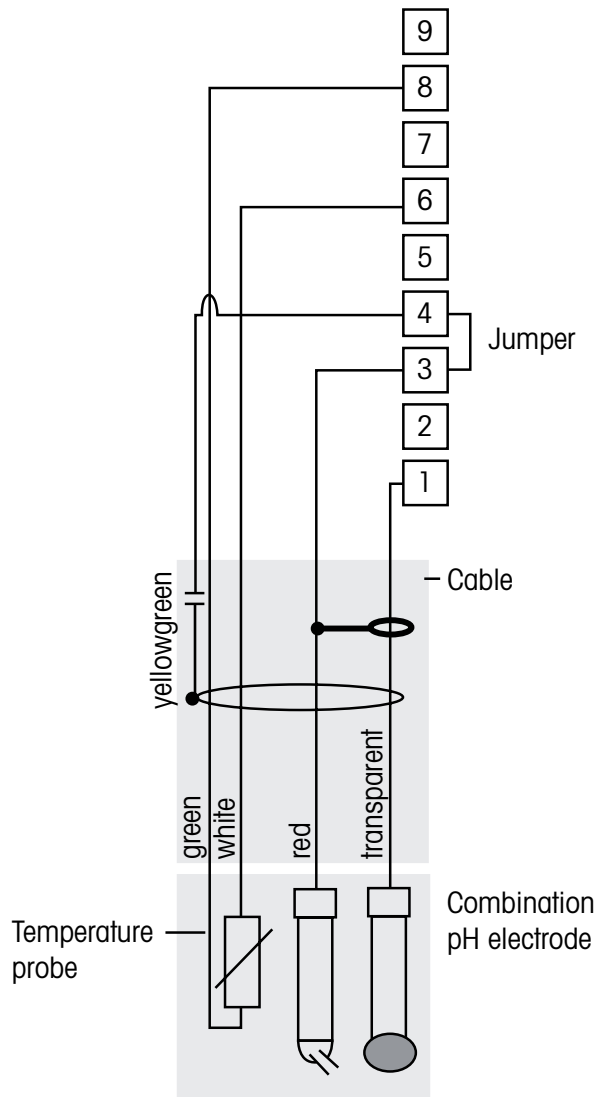 9
8
7
6
5
4
Jumper
3
2
1
Cable
yellowgreen
green
white
red
transparent
Combination
pH electrode
Temperature
probe